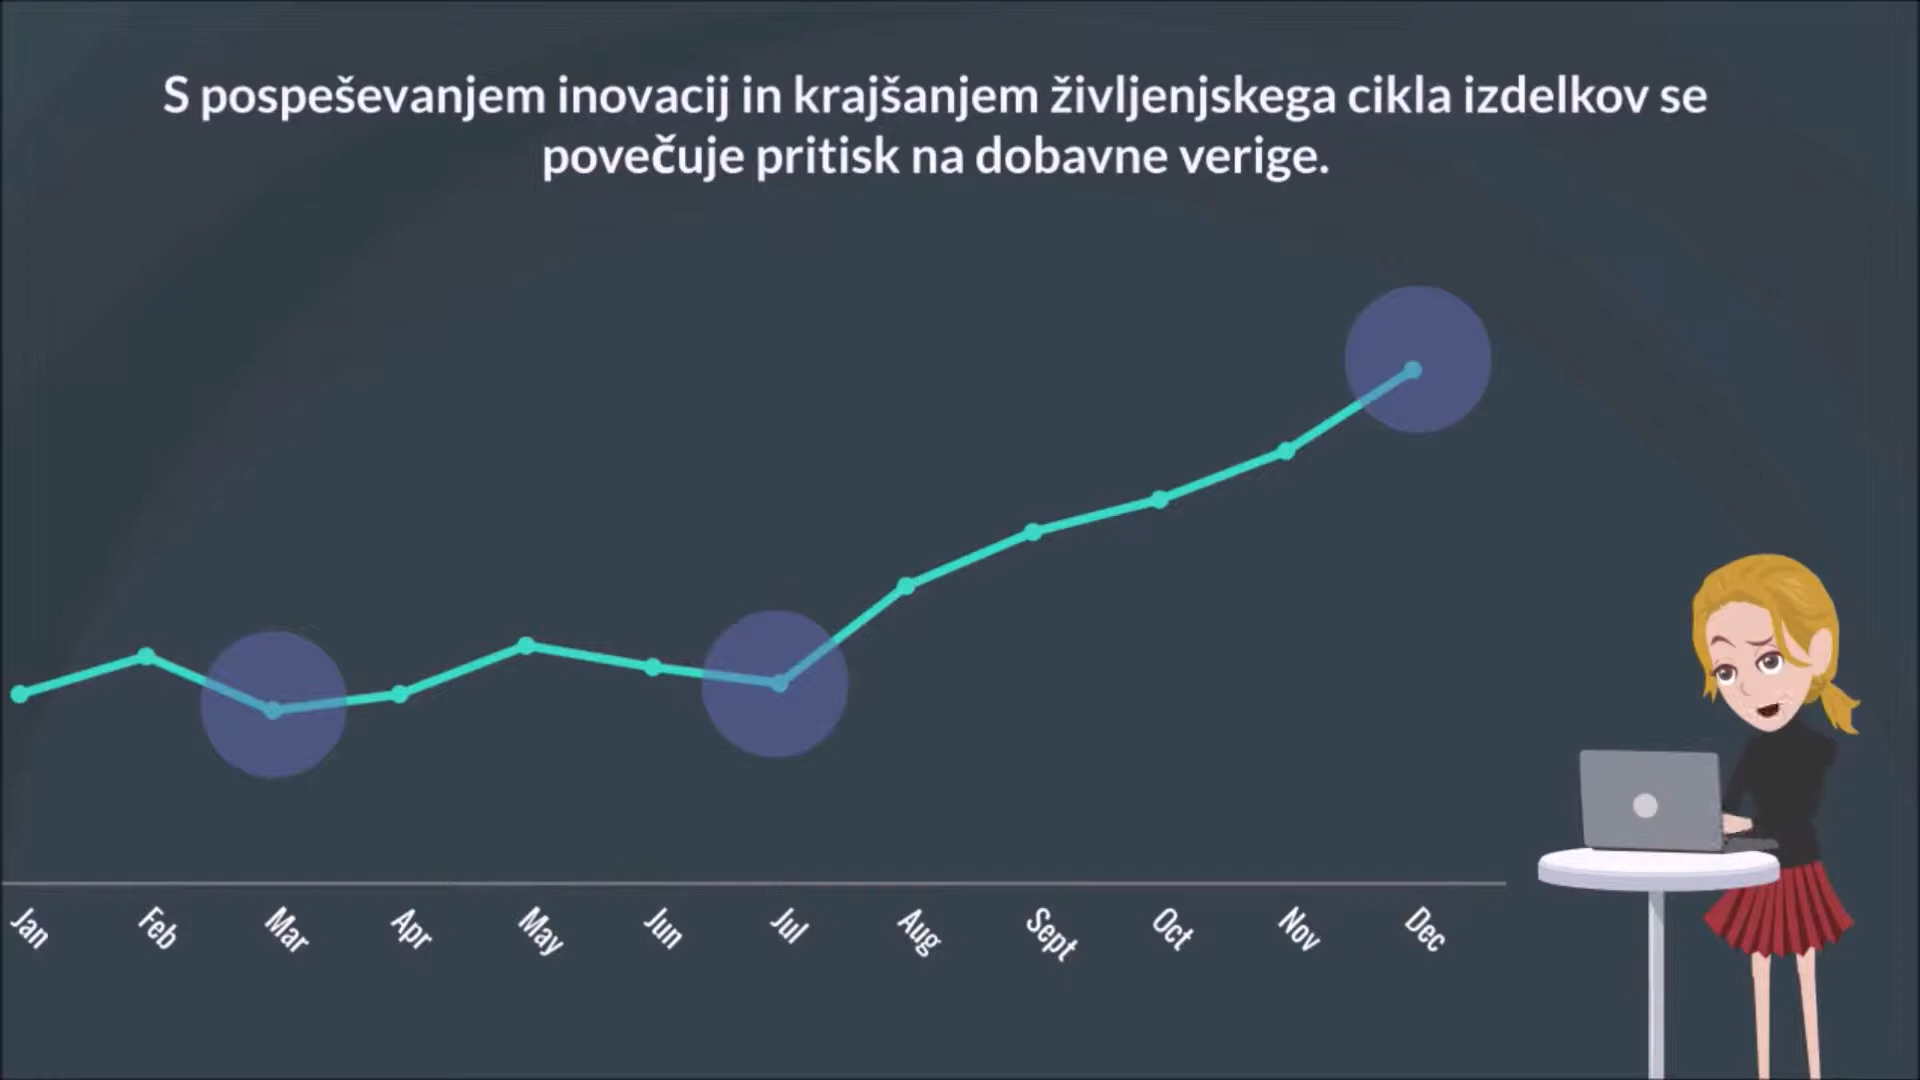 S pospeševanjem inovacij in krajšanjem življenjskega cikla izdelkov se
povečuje pritisk na dobavne verige.
Jan Feb Mar Apr May Jun Jul Aug Sept Oct Nov Dec